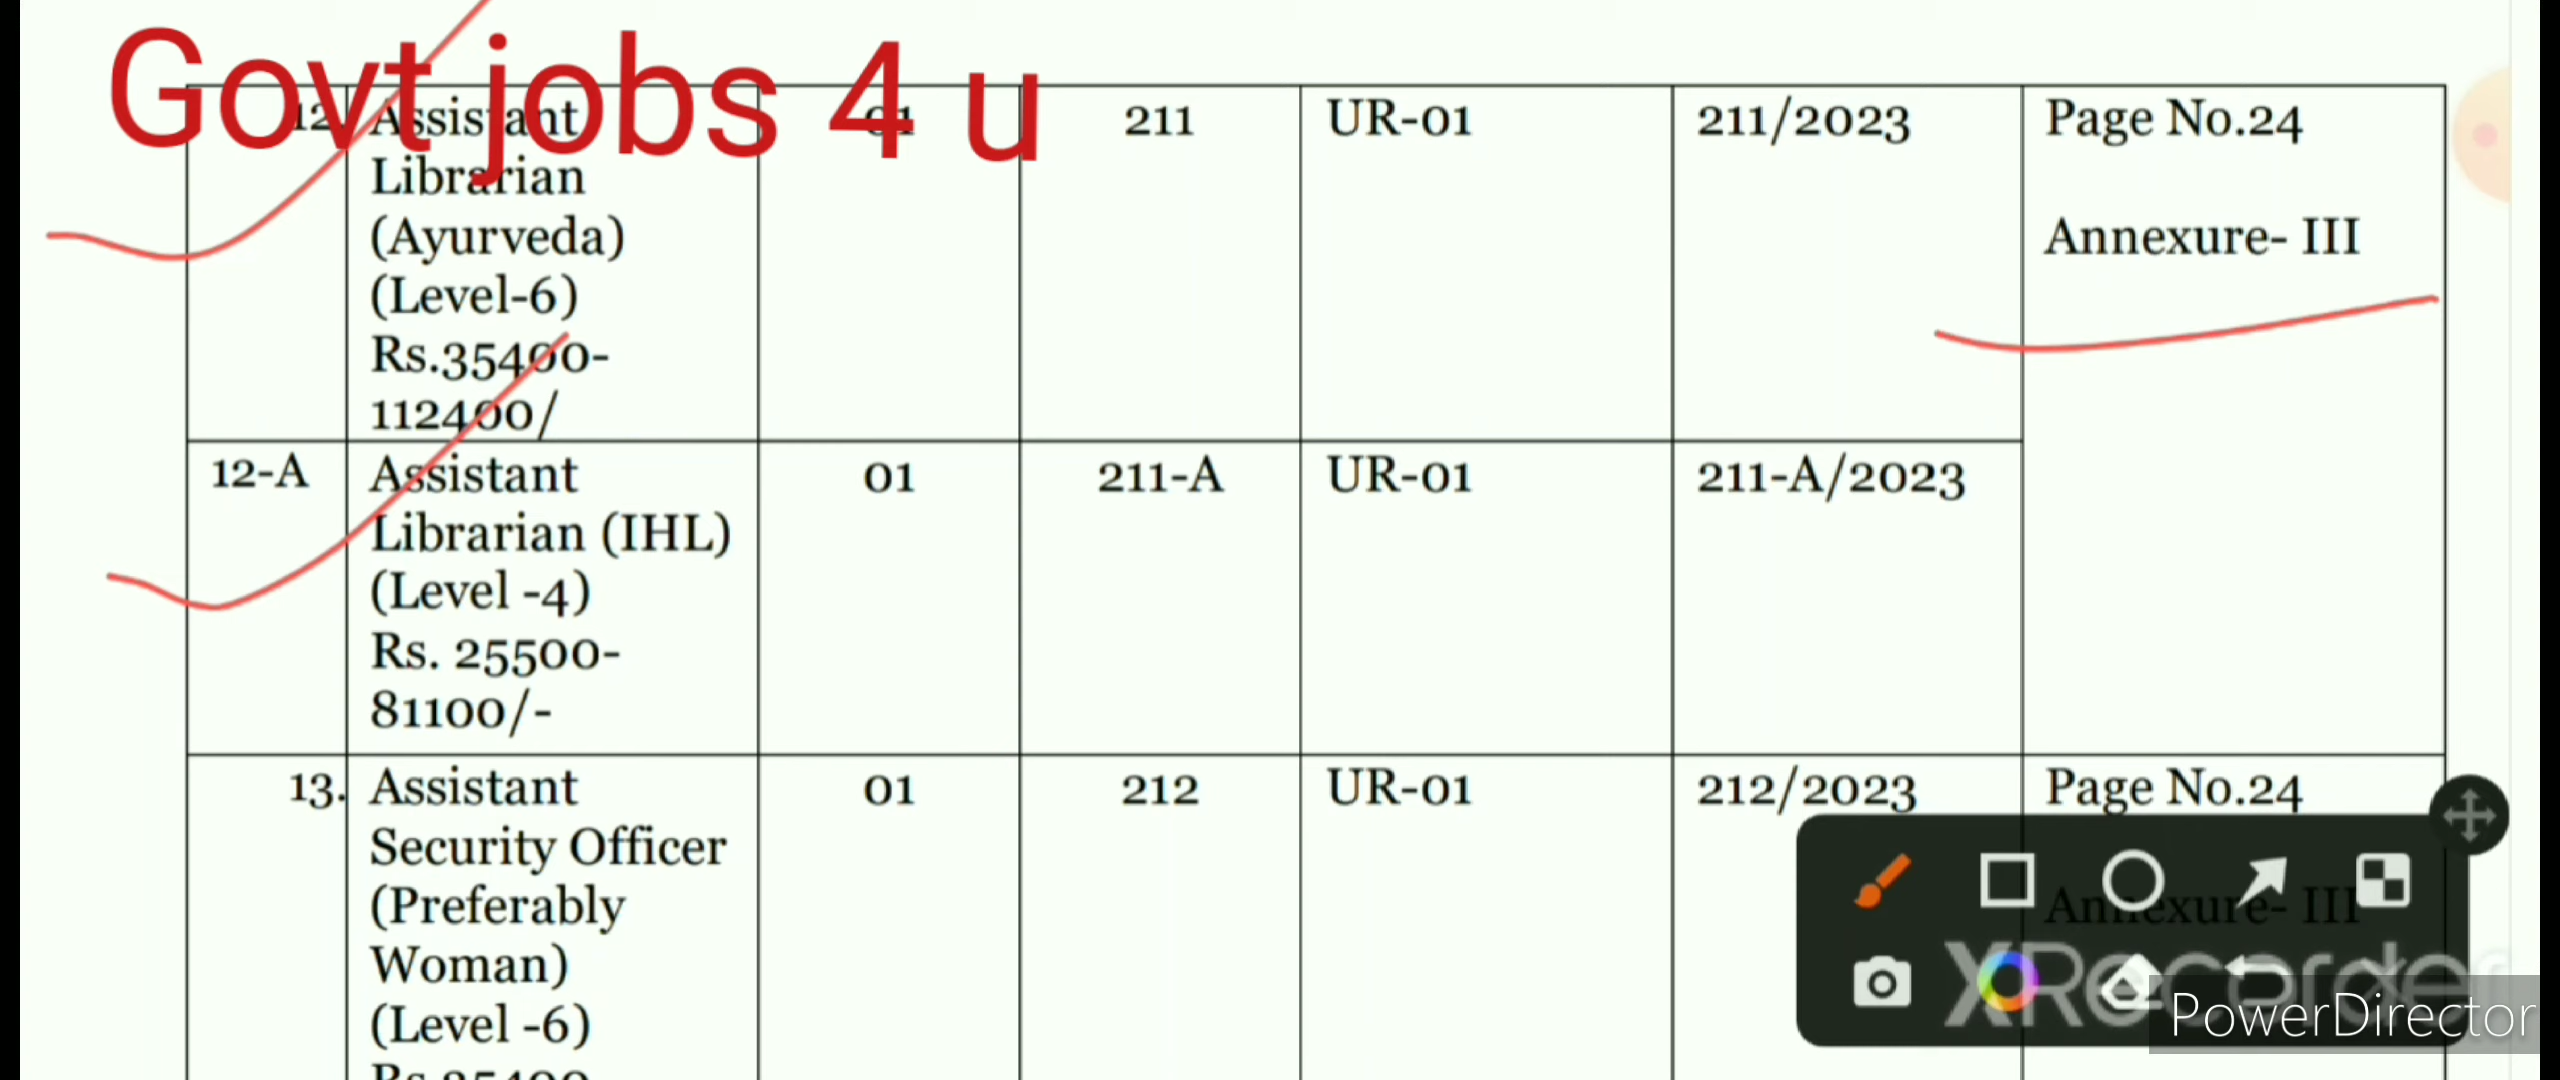 Govt jobs 4 u
12. Assistant 01 211 UR-01 211/2023 Page No.24
Librarian
(Ayurveda) Annexure- III
(Level-6)
Rs.35400-
112400/
12-A Assistant 01 211-A UR-01 211-A/2023
Librarian (IHL)
(Level -4)
Rs. 25500-
81100/-
13. Assistant 01 212 UR-01 212/2023 Page No.24
Security Officer
(Preferably Annexure- III
Woman)
(Level -6)
Rs.35400
XRecorder
PowerDirector